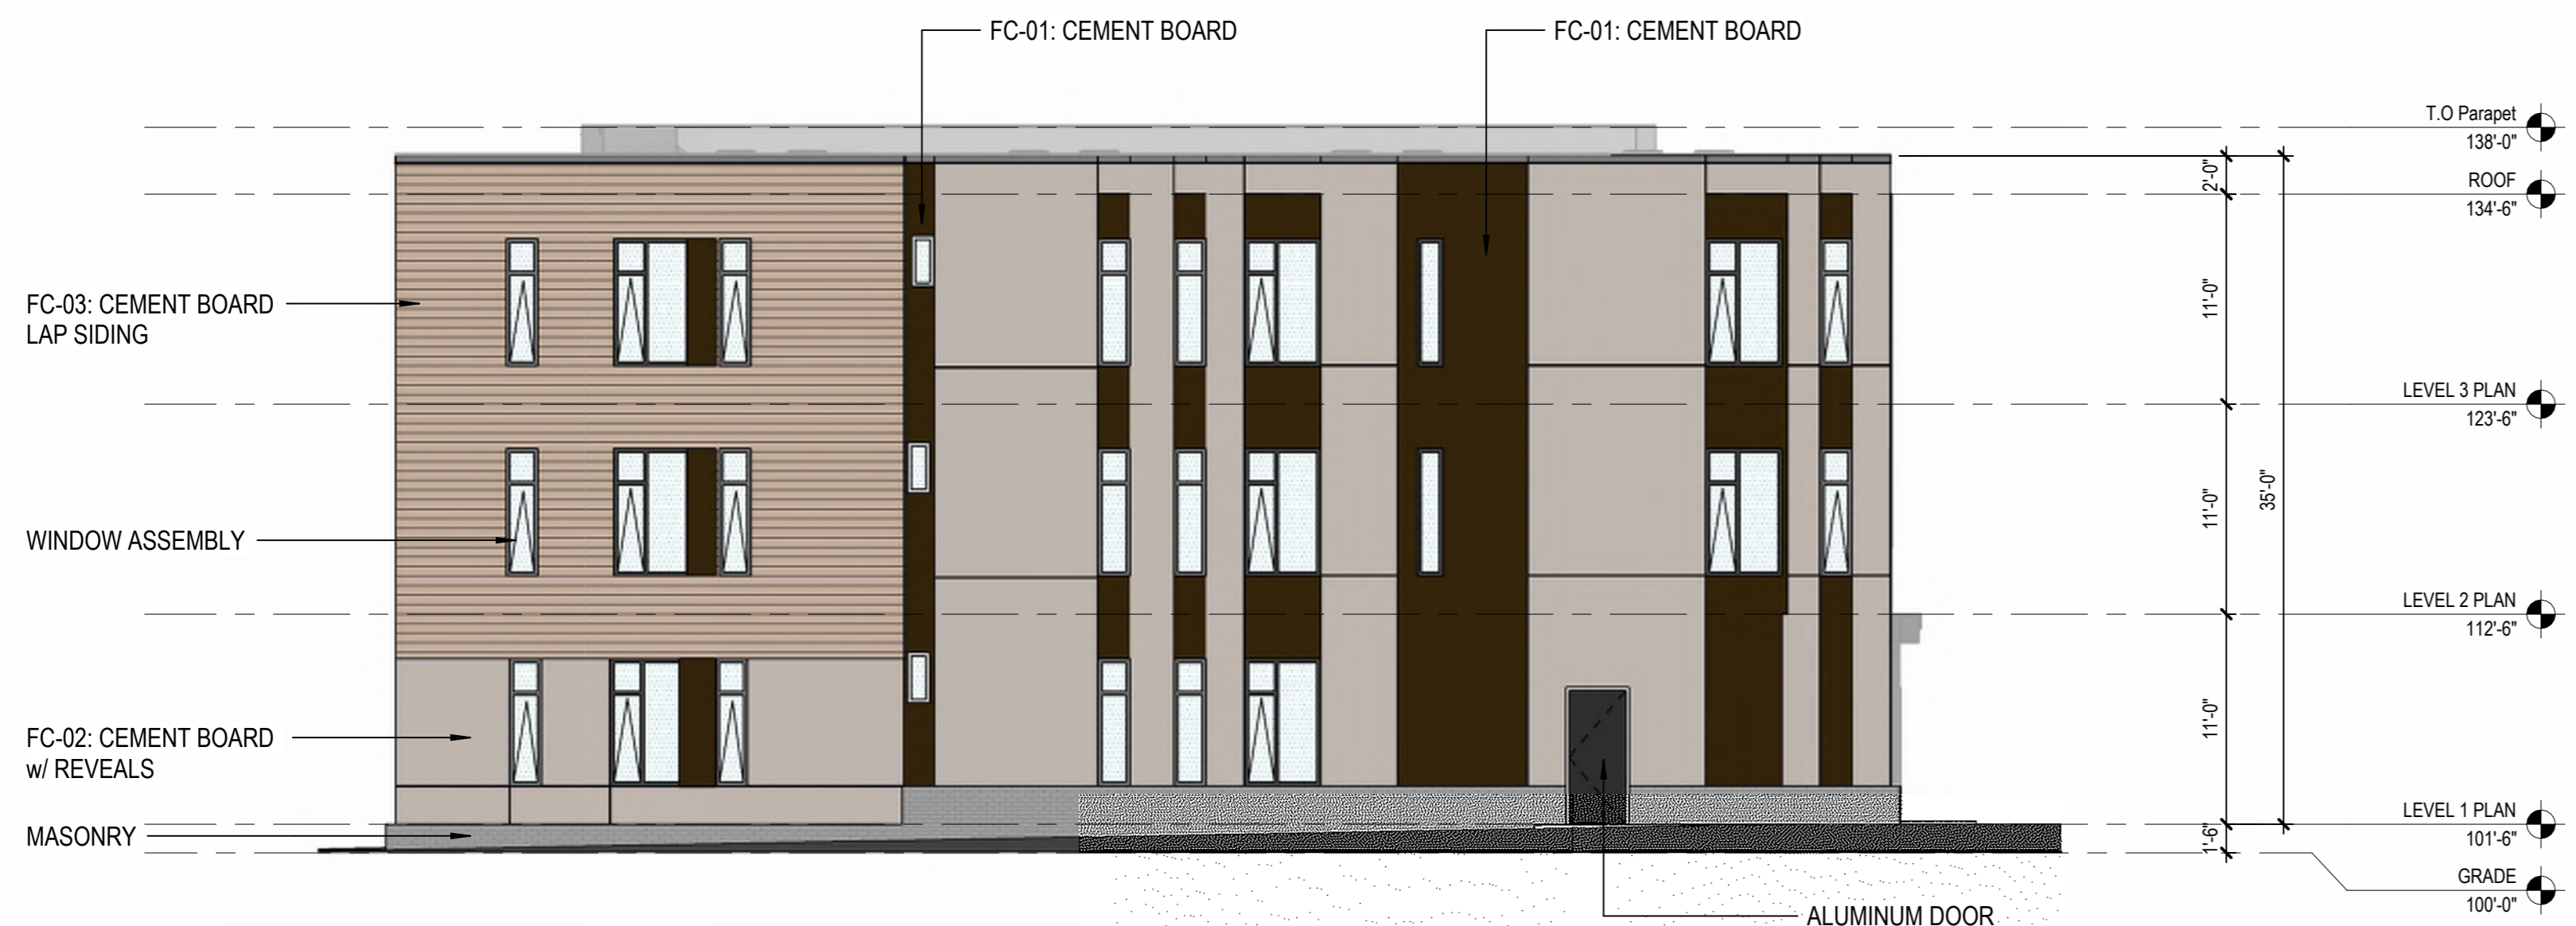 FC-01: CEMENT BOARD
FC-01: CEMENT BOARD
T.O Parapet
138'-0"
2'-0"
ROOF
134'-6"
11'-0"
FC-03: CEMENT BOARD
LAP SIDING
LEVEL 3 PLAN
123'-6"
35'-0"
11'-0"
WINDOW ASSEMBLY
LEVEL 2 PLAN
112'-6"
11'-0"
FC-02: CEMENT BOARD
w/ REVEALS
MASONRY
LEVEL 1 PLAN
101'-6"
1'-6"
GRADE
100'-0"
ALUMINUM DOOR